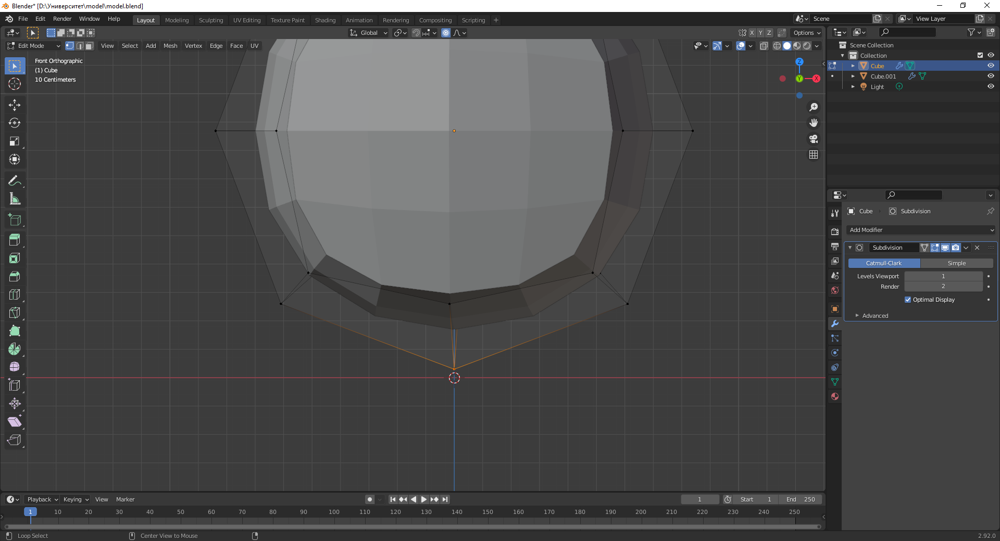 Blender* [D:\Университет\model\model.blend]
File Edit Render Window Help Layout Modeling Sculpting UV Editing Texture Paint Shading Animation Rendering Compositing Scripting + Scene View Layer
Global X Y Z Options
Edit Mode View Select Add Mesh Vertex Edge Face UV
Front Orthographic
(1) Cube
10 Centimeters
Z
Y X
Scene Collection
Collection
Cube
Cube.001
Light
Cube Subdivision
Add Modifier
Subdivision
Catmull-Clark Simple
Levels Viewport 1
Render 2
Optimal Display
Advanced
Playback Keying View Marker 1 Start 1 End 250
1 10 20 30 40 50 60 70 80 90 100 110 120 130 140 150 160 170 180 190 200 210 220 230 240 250
Loop Select Center View to Mouse 2.92.0